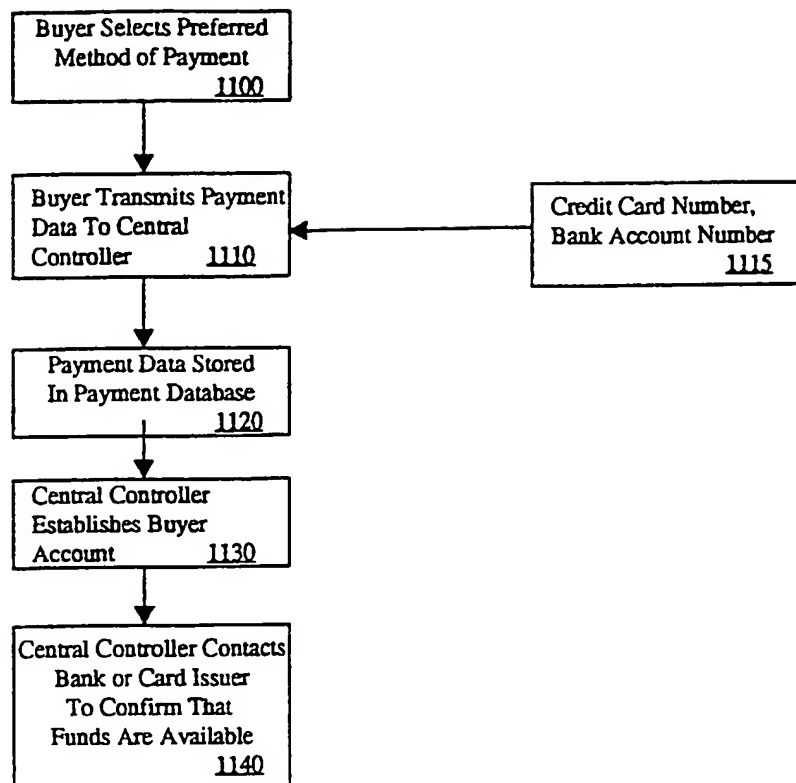 Buyer Selects Preferred
Method of Payment
1100
Buyer Transmits Payment
Data To Central
Controller 1110
Credit Card Number,
Bank Account Number
1115
Payment Data Stored
In Payment Database
1120
Central Controller
Establishes Buyer
Account 1130
Central Controller Contacts
Bank or Card Issuer
To Confirm That
Funds Are Available
1140